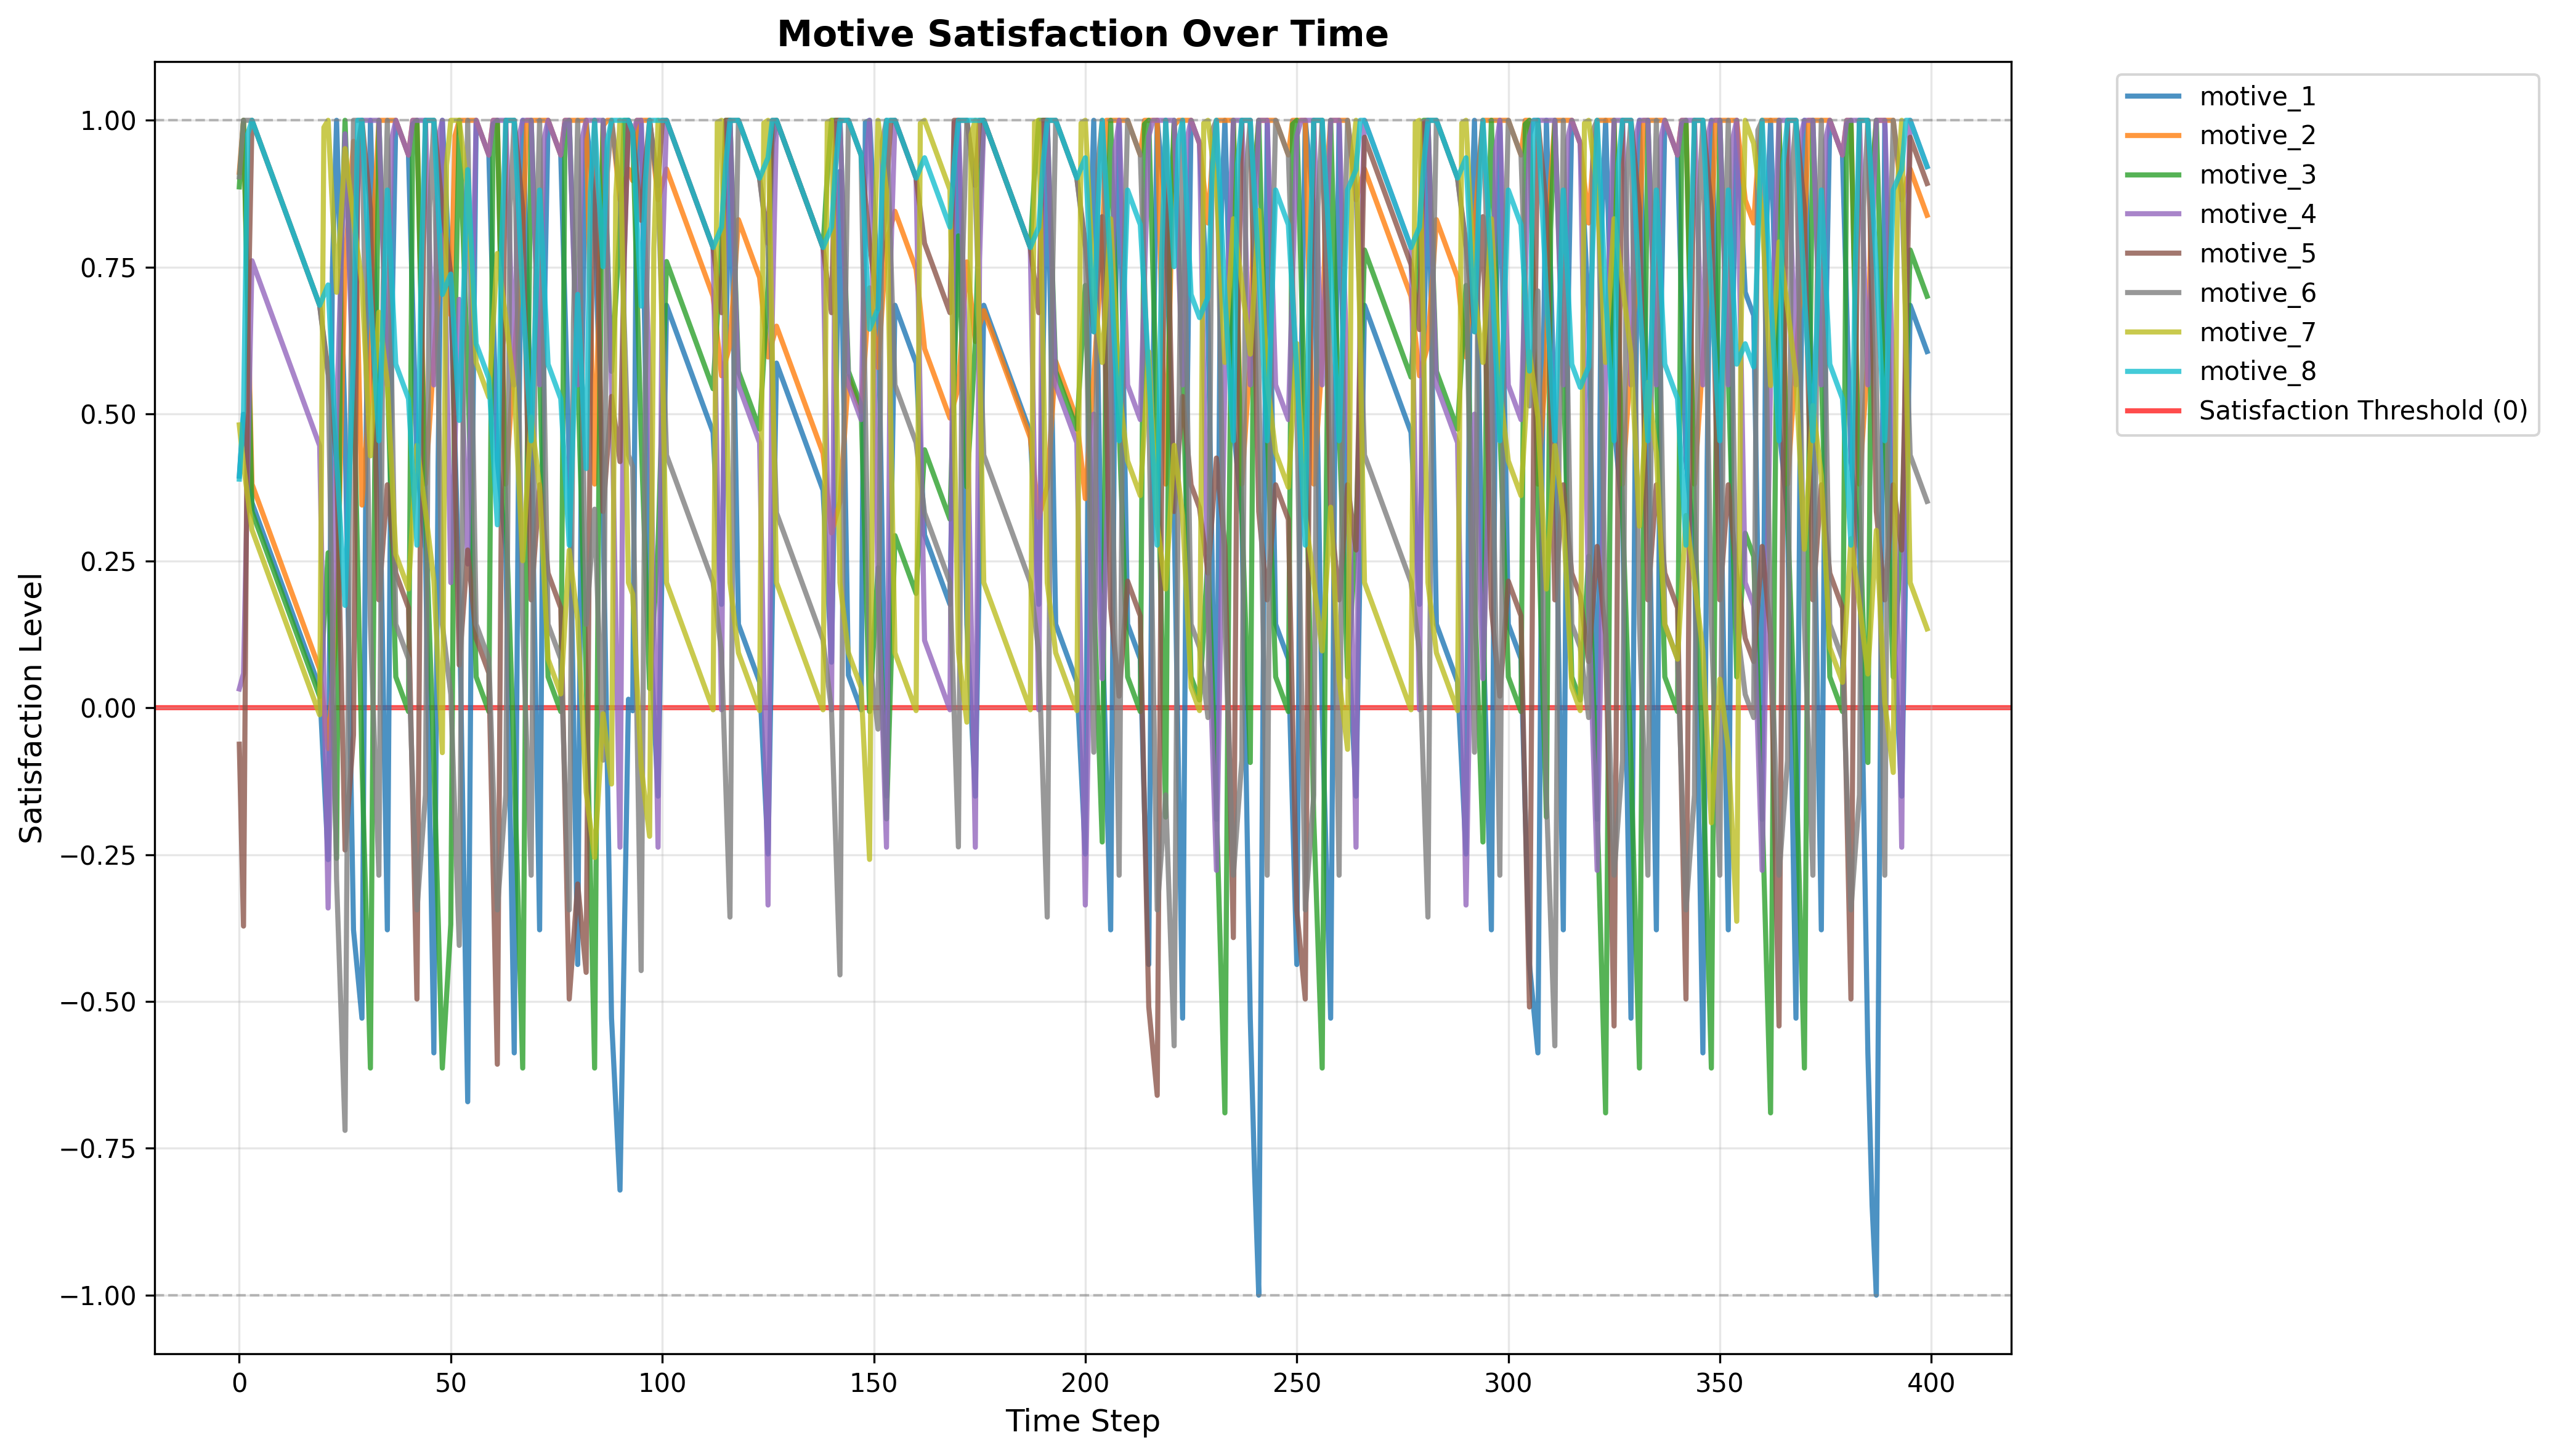 Motive Satisfaction Over Time
Satisfaction Level
1.00
0.75
0.50
0.25
0.00
−0.25
−0.50
−0.75
−1.00
0
50
100
150
200
250
300
350
400
Time Step
motive_1
motive_2
motive_3
motive_4
motive_5
motive_6
motive_7
motive_8
Satisfaction Threshold (0)